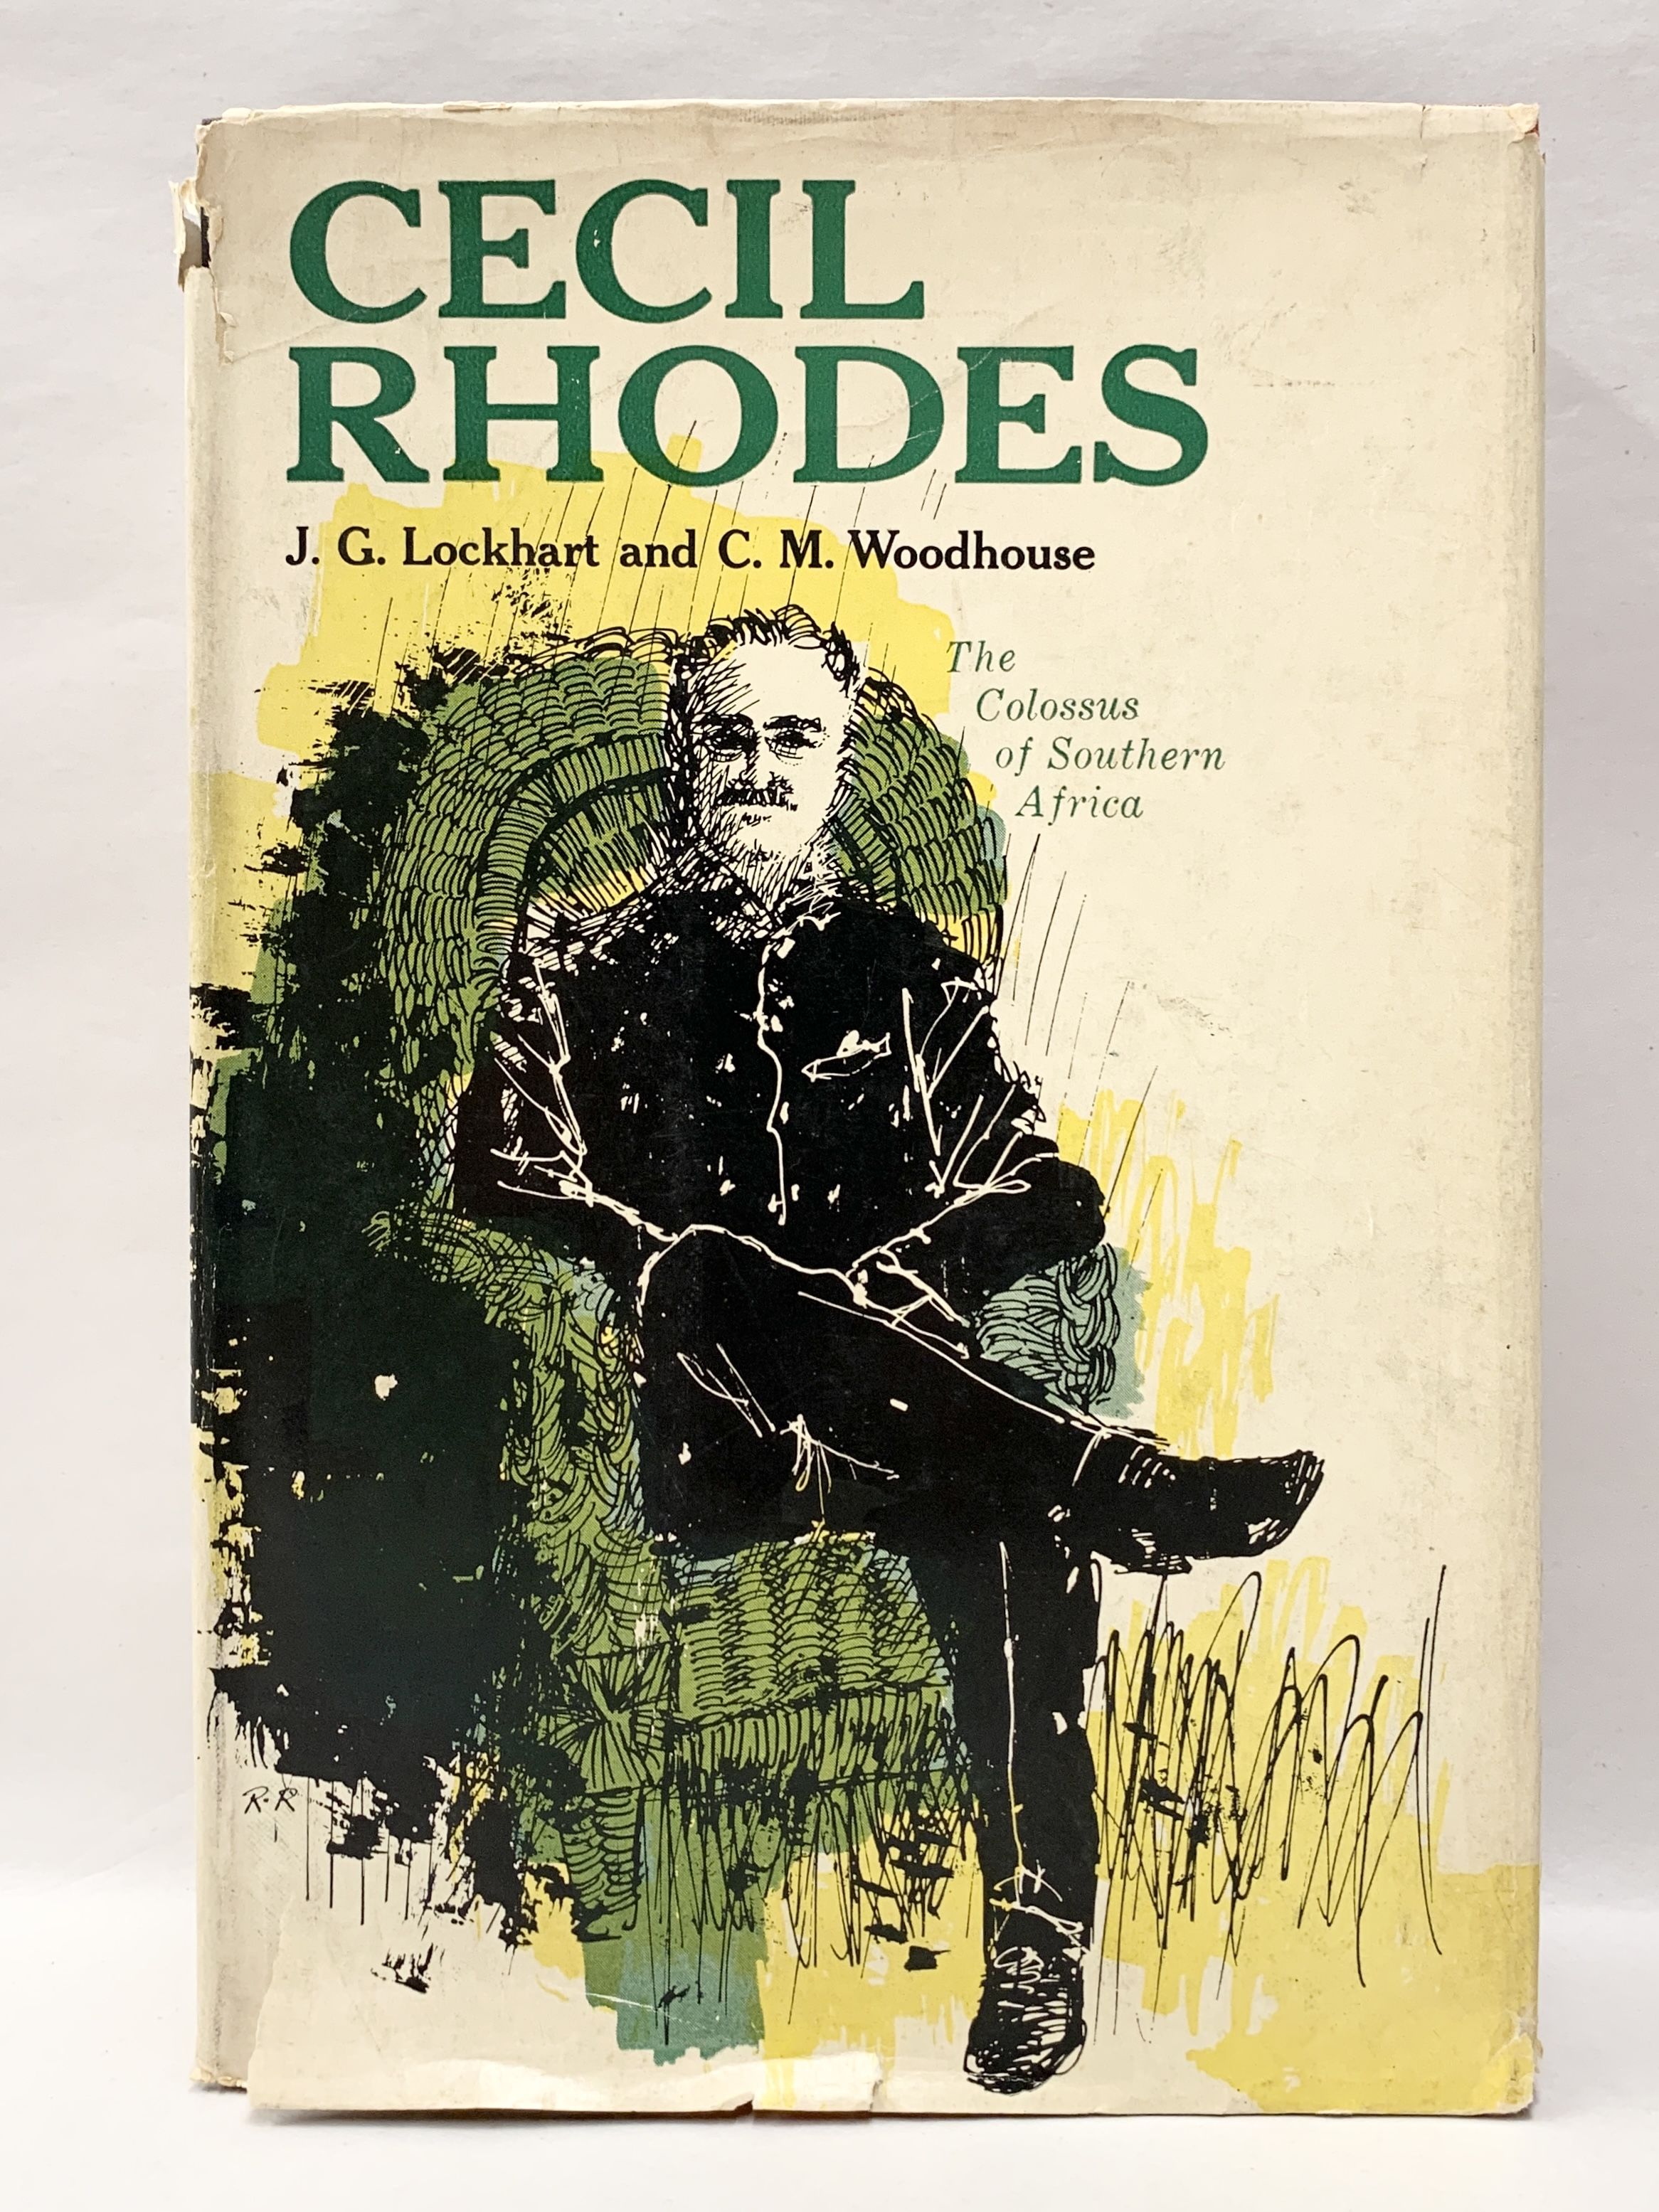 CECIL
RHODES
J. G. Lockhart and C. M. Woodhouse
The
Colossus
of Southern
Africa
R.R